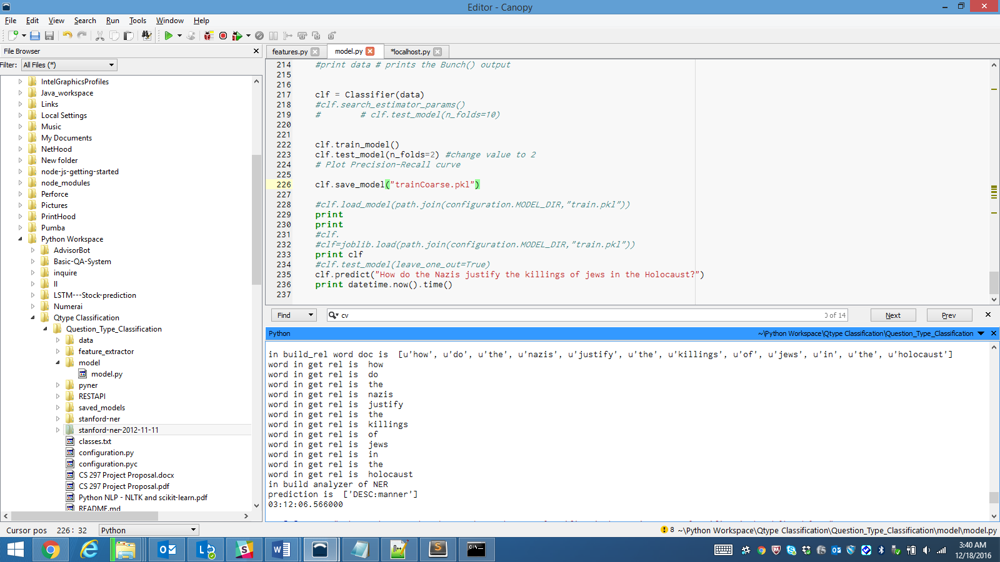 Editor - Canopy
File Edit View Search Run Tools Window Help
File Browser
Filter: All Files (*)
IntelGraphicsProfiles
Java_workspace
Links
Local Settings
Music
My Documents
NetHood
New folder
node-js-getting-started
node_modules
Perforce
Pictures
PrintHood
Pumba
Python Workspace
AdvisorBot
Basic-QA-System
inquire
II
LSTM---Stock-prediction
Numerai
Qtype Classification
Question_Type_Classification
data
feature_extractor
model
model.py
pyner
RESTAPI
saved_models
stanford-ner
stanford-ner-2012-11-11
classes.txt
configuration.py
configuration.pyc
CS 297 Project Proposal.docx
CS 297 Project Proposal.pdf
Python NLP - NLTK and scikit-learn.pdf
README.md
features.py model.py *localhost.py
214 #print data # prints the Bunch() output
215
216
217 clf = Classifier(data)
218 #clf.search_estimator_params()
219 # # clf.test_model(n_folds=10)
220
221
222 clf.train_model()
223 clf.test_model(n_folds=2) #change value to 2
224 # Plot Precision-Recall curve
225
226 clf.save_model("trainCoarse.pkl")
227
228 #clf.load_model(path.join(configuration.MODEL_DIR,"train.pkl"))
229 print
230 print
231 #clf.
232 #clf=joblib.load(path.join(configuration.MODEL_DIR,"train.pkl"))
233 print clf
234 #clf.test_model(leave_one_out=True)
235 clf.predict("How do the Nazis justify the killings of jews in the Holocaust?")
236 print datetime.now().time()
237
Find cv 0 of 14 Next Prev
Python ~\Python Workspace\Qtype Classification\Question_Type_Classification
in build_rel word doc is [u'how', u'do', u'the', u'nazis', u'justify', u'the', u'killings', u'of', u'jews', u'in', u'the', u'holocaust']
word in get rel is how
word in get rel is do
word in get rel is the
word in get rel is nazis
word in get rel is justify
word in get rel is the
word in get rel is killings
word in get rel is of
word in get rel is jews
word in get rel is in
word in get rel is the
word in get rel is holocaust
in build analyzer of NER
prediction is ['DESC:manner']
03:12:06.566000
Cursor pos 226: 32 Python 8 ~\Python Workspace\Qtype Classification\Question_Type_Classification\model\model.py
3:40 AM
12/18/2016